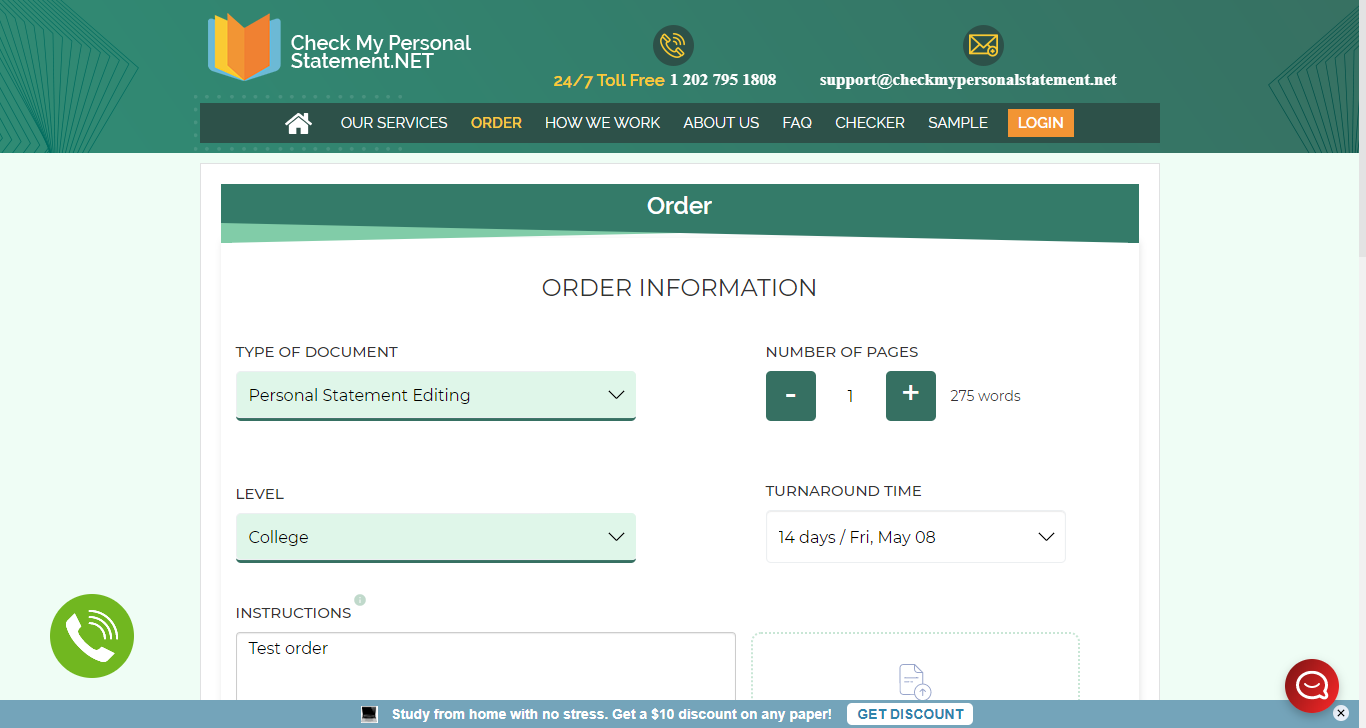 Check My Personal
Statement.NET
24/7 Toll Free 1 202 795 1808
support@checkmypersonalstatement.net
OUR SERVICES ORDER HOW WE WORK ABOUT US FAQ CHECKER SAMPLE LOGIN
Order
ORDER INFORMATION
TYPE OF DOCUMENT
Personal Statement Editing
NUMBER OF PAGES
- 1 + 275 words
LEVEL
College
TURNAROUND TIME
14 days / Fri, May 08
INSTRUCTIONS
Test order
Study from home with no stress. Get a $10 discount on any paper! GET DISCOUNT